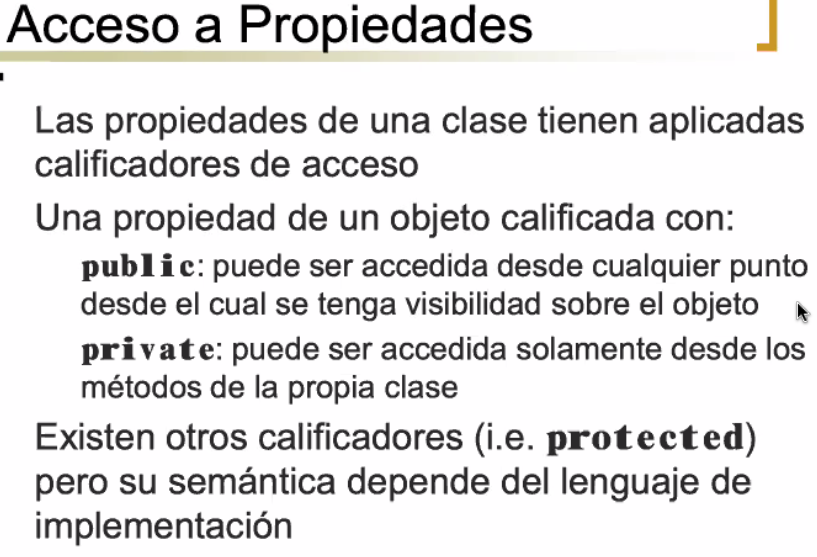 Acceso a Propiedades
Las propiedades de una clase tienen aplicadas
calificadores de acceso
Una propiedad de un objeto calificada con:
public: puede ser accedida desde cualquier punto
desde el cual se tenga visibilidad sobre el objeto
private: puede ser accedida solamente desde los
métodos de la propia clase
Existen otros calificadores (i.e. protected)
pero su semántica depende del lenguaje de
implementación